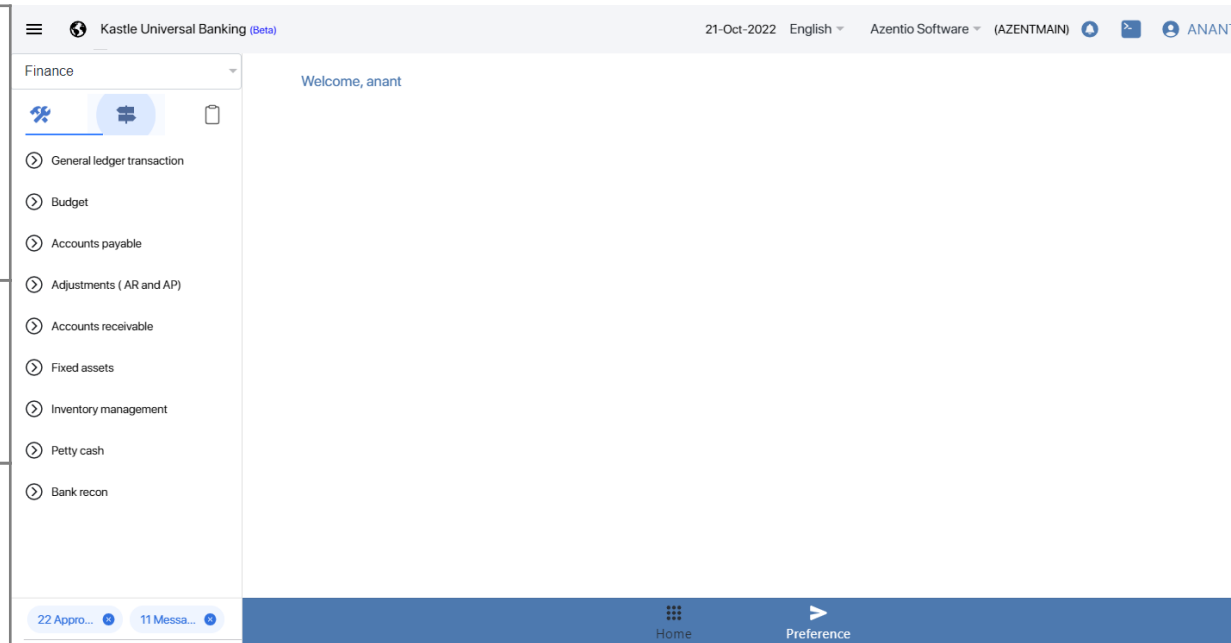 Kastle Universal Banking (Beta)
21-Oct-2022 English Azentio Software (AZENTMAIN) ANANT
Finance
Welcome, anant
General ledger transaction
Budget
Accounts payable
Adjustments ( AR and AP)
Accounts receivable
Fixed assets
Inventory management
Petty cash
Bank recon
22 Appro... 11 Messa...
Home Preference